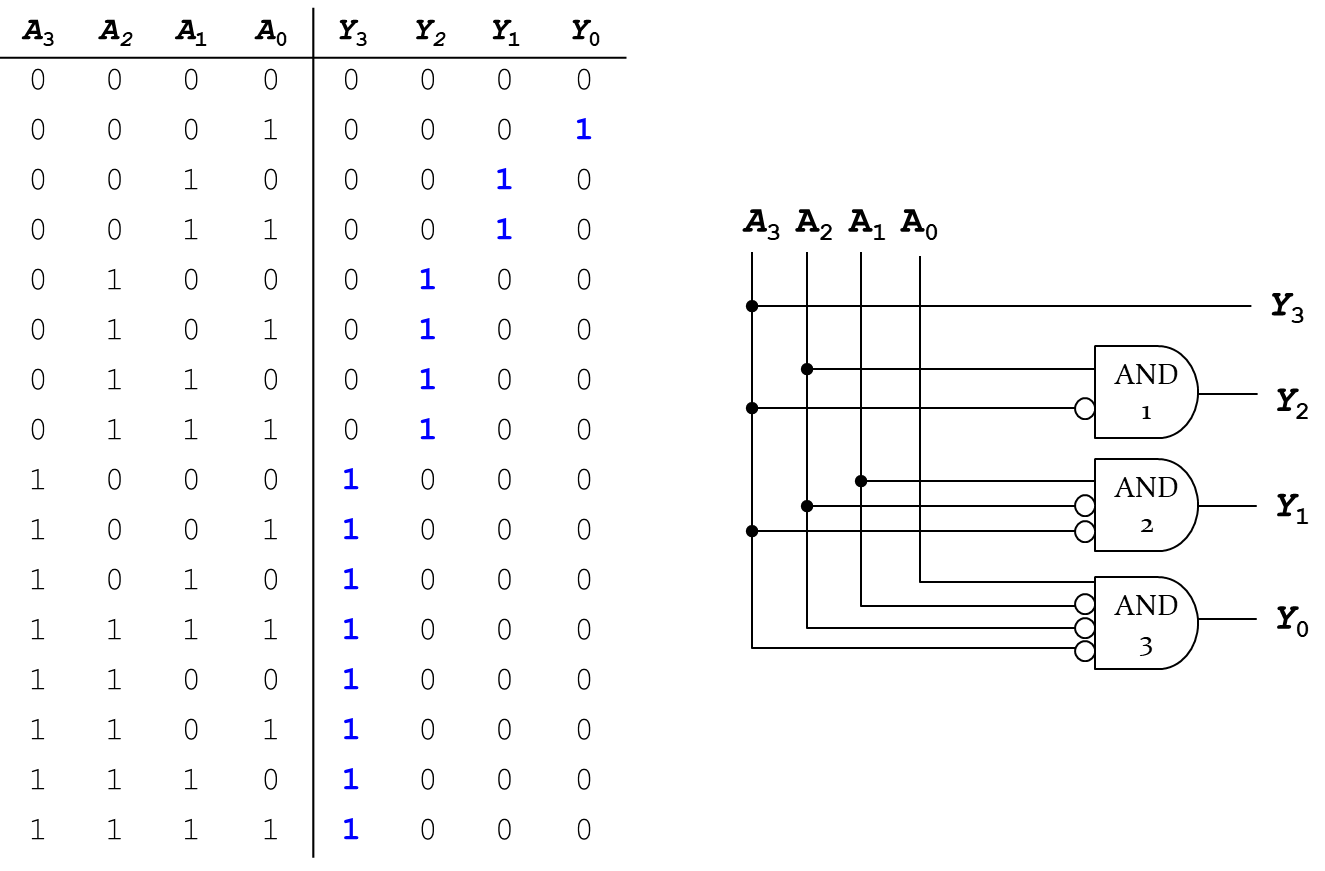 A3 A2 A1 A0 Y3 Y2 Y1 Y0
0 0 0 0 0 0 0 0
0 0 0 1 0 0 0 1
0 0 1 0 0 0 1 0
0 0 1 1 0 0 1 0
0 1 0 0 0 1 0 0
0 1 0 1 0 1 0 0
0 1 1 0 0 1 0 0
0 1 1 1 0 1 0 0
1 0 0 0 1 0 0 0
1 0 0 1 1 0 0 0
1 0 1 0 1 0 0 0
1 1 1 1 1 0 0 0
1 1 0 0 1 0 0 0
1 1 0 1 1 0 0 0
1 1 1 0 1 0 0 0
1 1 1 1 1 0 0 0
A3 A2 A1 A0
Y3
AND
1
Y2
AND
2
Y1
AND
3
Y0